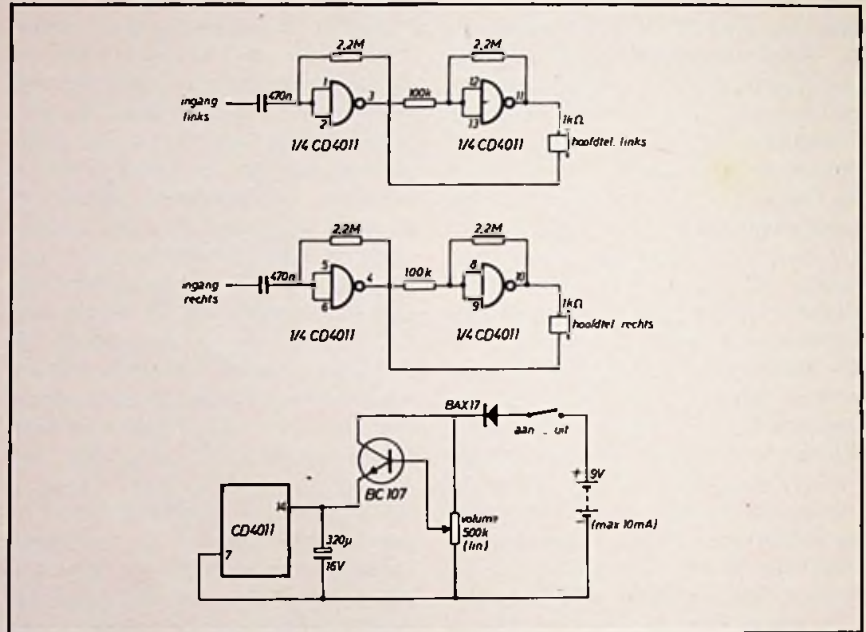 2,2M
2,2M
ingang
links
470n
1
2
3
100k
12
13
11
1kΩ
hoofdtel. links
1/4 CD4011
1/4 CD4011
2,2M
2,2M
ingang
rechts
470n
5
6
4
100k
8
9
10
1kΩ
hoofdtel. rechts
1/4 CD4011
1/4 CD4011
BAX17
aan _ uit
BC107
+ 9V
(max 10mA)
volume
500k
(lin)
14
CD4011
7
320µ
16V